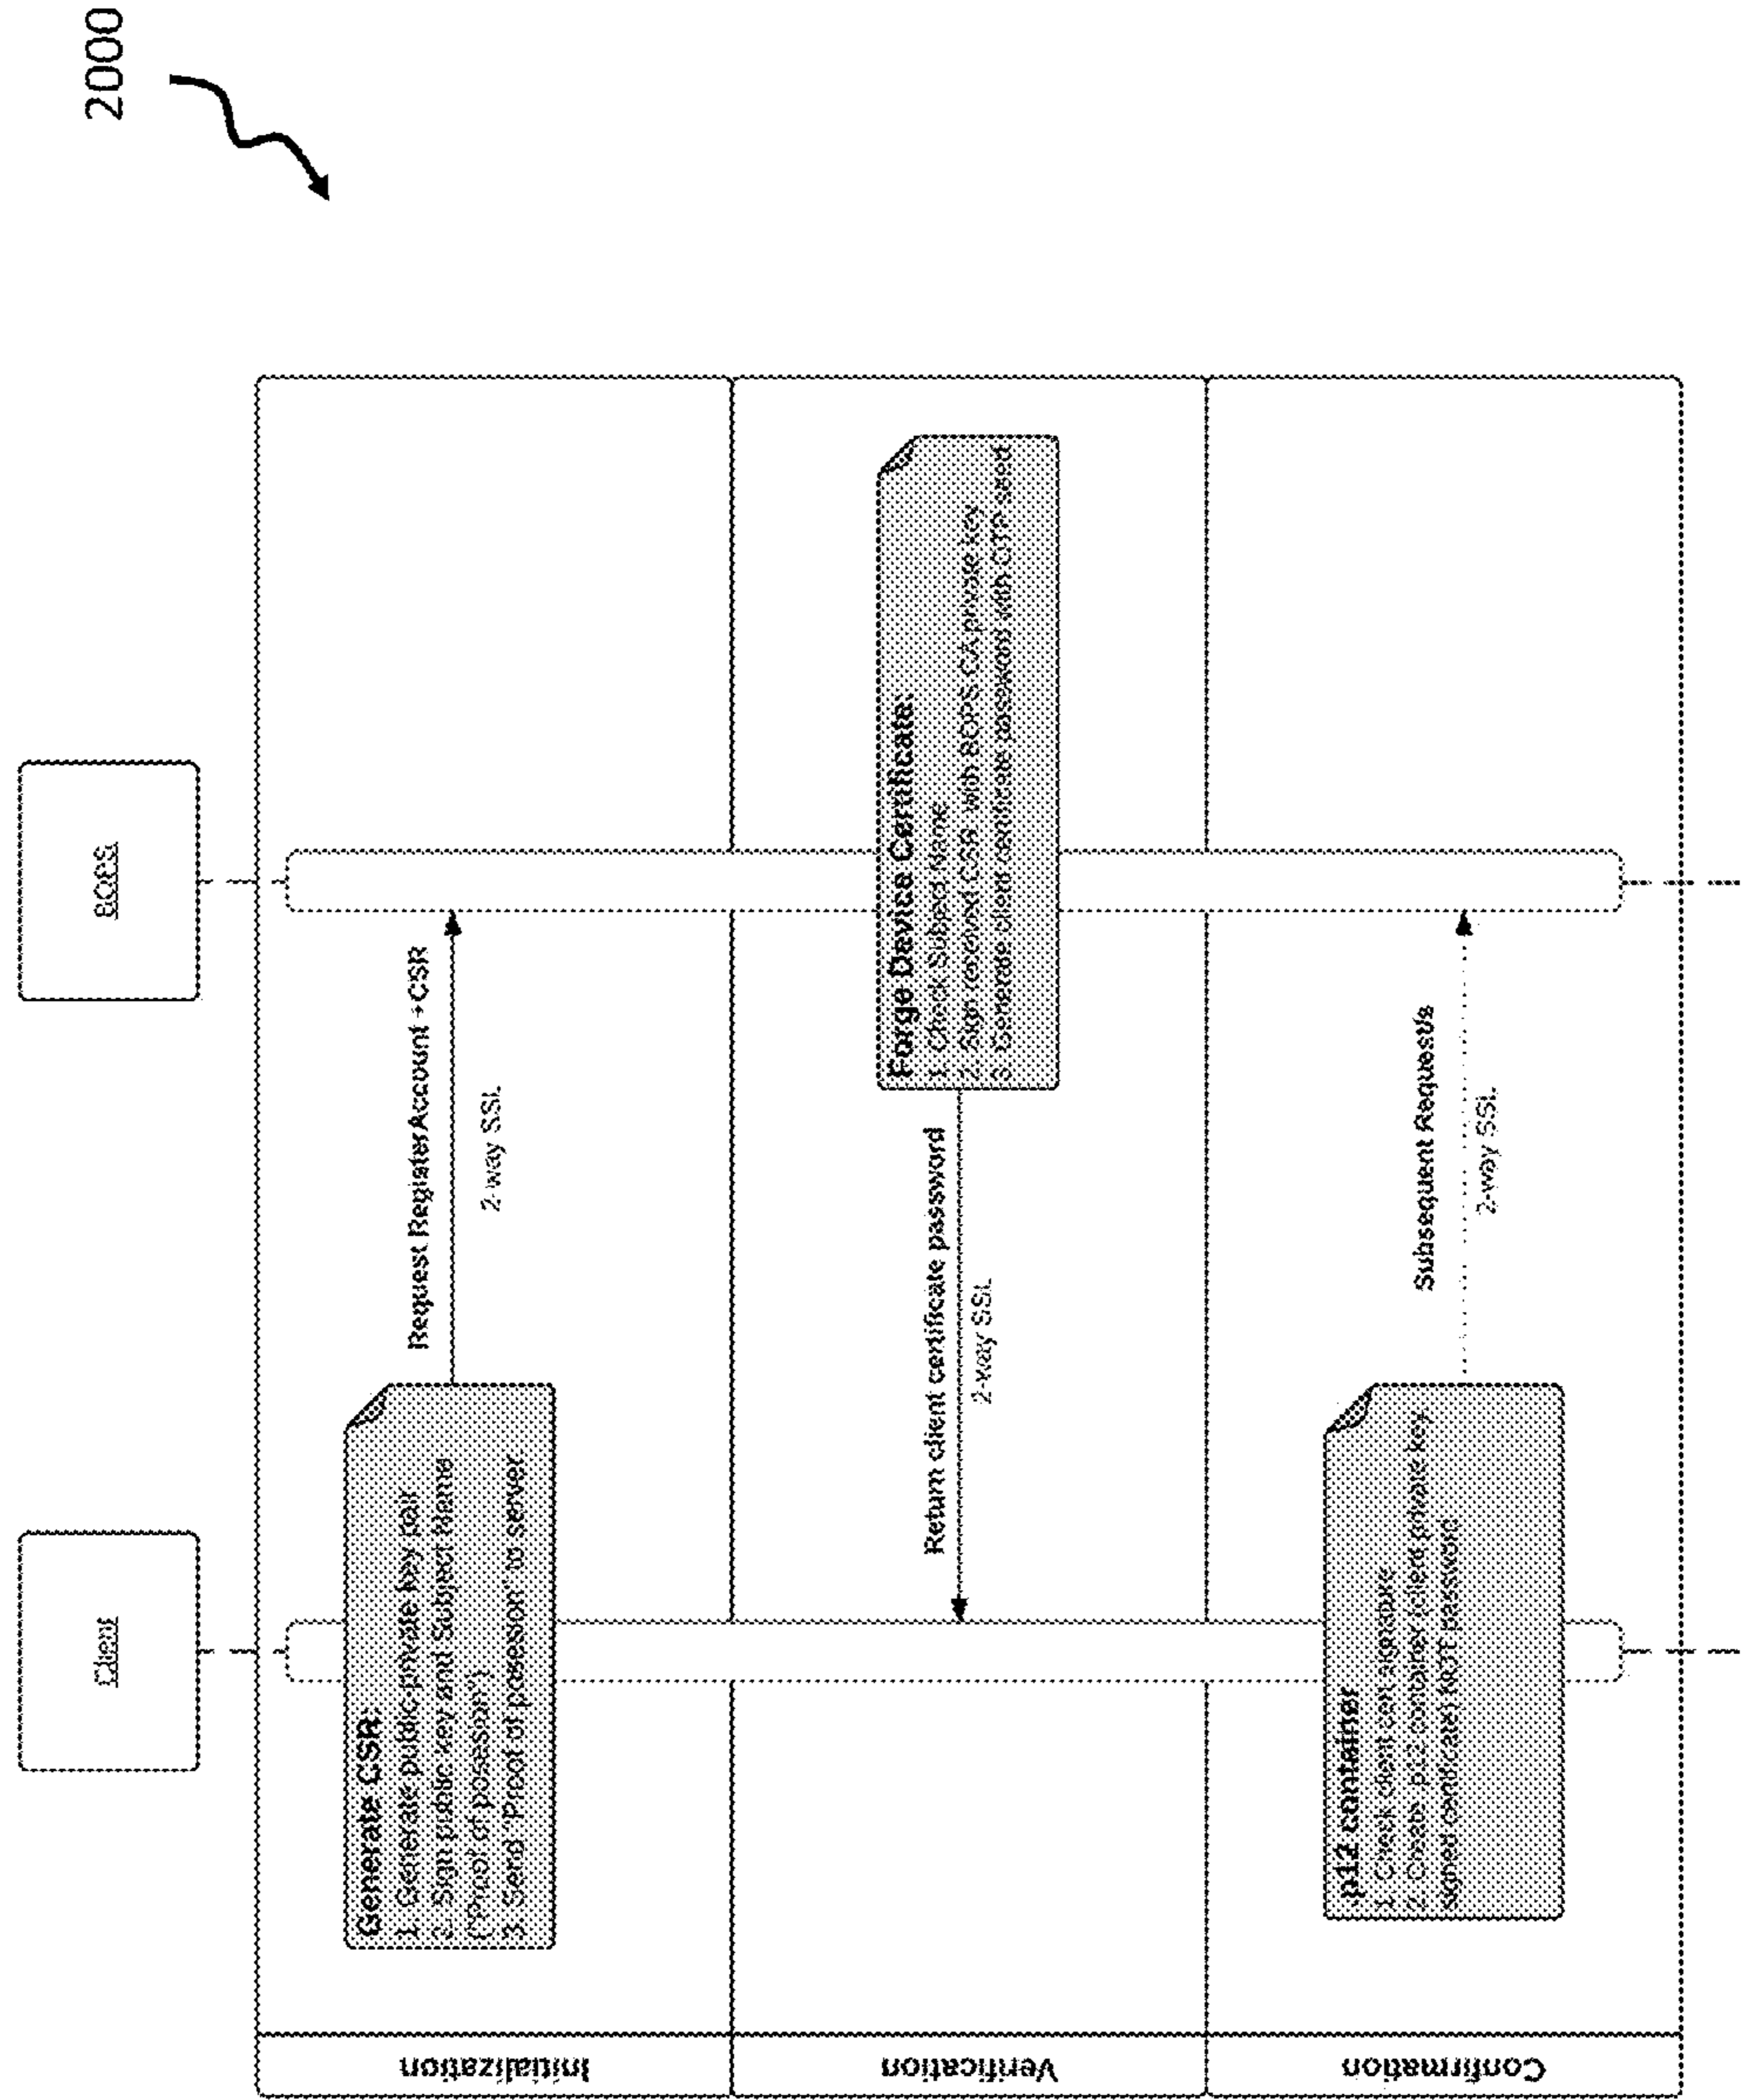 2000
Client
BOPS
Initialization
Generate CSR:
1. Generate public-private key pair
2. Sign public key and Subject Name
("Proof of posesion")
3. Send "Proof of posesion" to server.
Request RegisterAccount +CSR
2-way SSL
Verification
Forge Device Certificate:
1. Check Subject Name
2. Sign received CSR with BOPS CA private key
3. Generate client certificate password with OTP seed
Return client certificate password
2-way SSL
Confirmation
p12 container
1. Check client cert signature
2. Create .p12 container (client private key,
signed certificate) NOT password
Subsequent Requests
2-way SSL